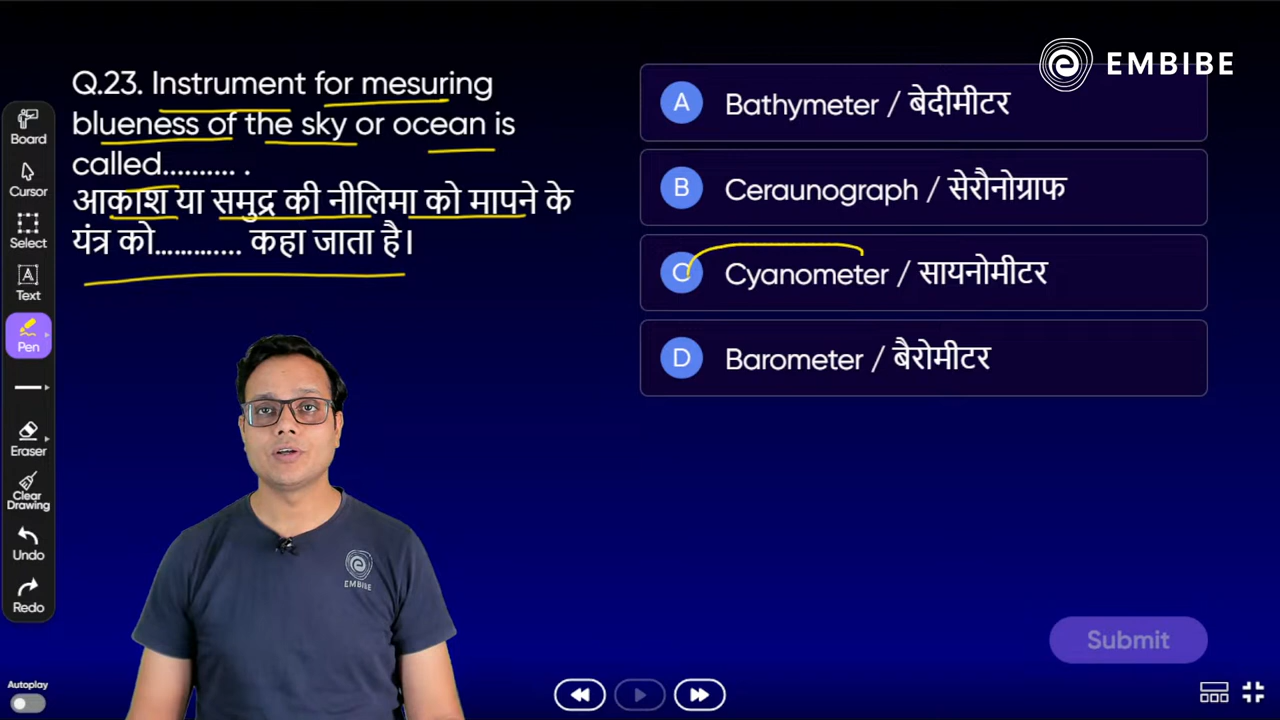 EMBIBE
Q.23. Instrument for mesuring
blueness of the sky or ocean is
called.......... .
आकाश या समुद्र की नीलिमा को मापने के
यंत्र को............. कहा जाता है।
A Bathymeter / बेदीमीटर
B Ceraunograph / सेरौनोग्राफ
C Cyanometer / सायनोमीटर
D Barometer / बैरोमीटर
Board
Cursor
Select
A
Text
Pen
Eraser
Clear
Drawing
Undo
Redo
EMBIBE
Submit
Autoplay